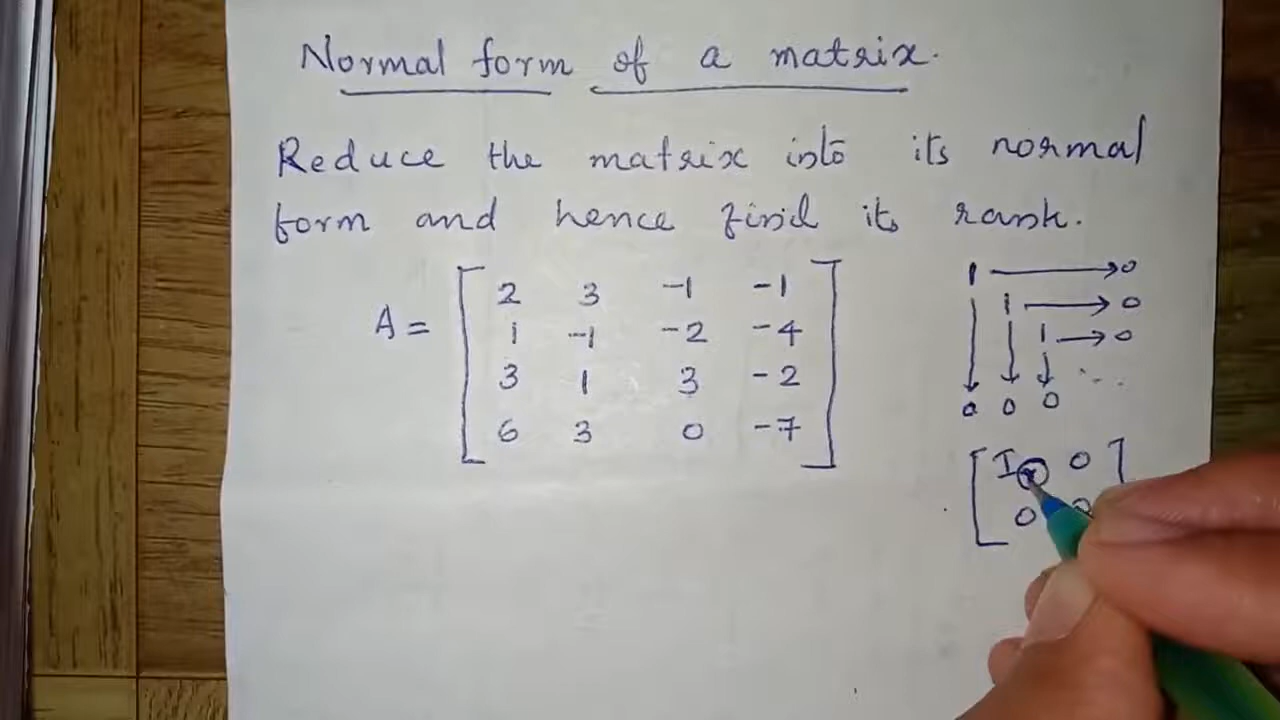 Normal form of a matrix.
Reduce the matrix into its normal
form and hence find its rank.
A = [ 2 3 -1 -1
1 -1 -2 -4
3 1 3 -2
6 3 0 -7 ]
1 → 0
1 → 0
1 → 0
↓ ↓ ↓ ...
0 0 0
[ I r 0 ]
0 0